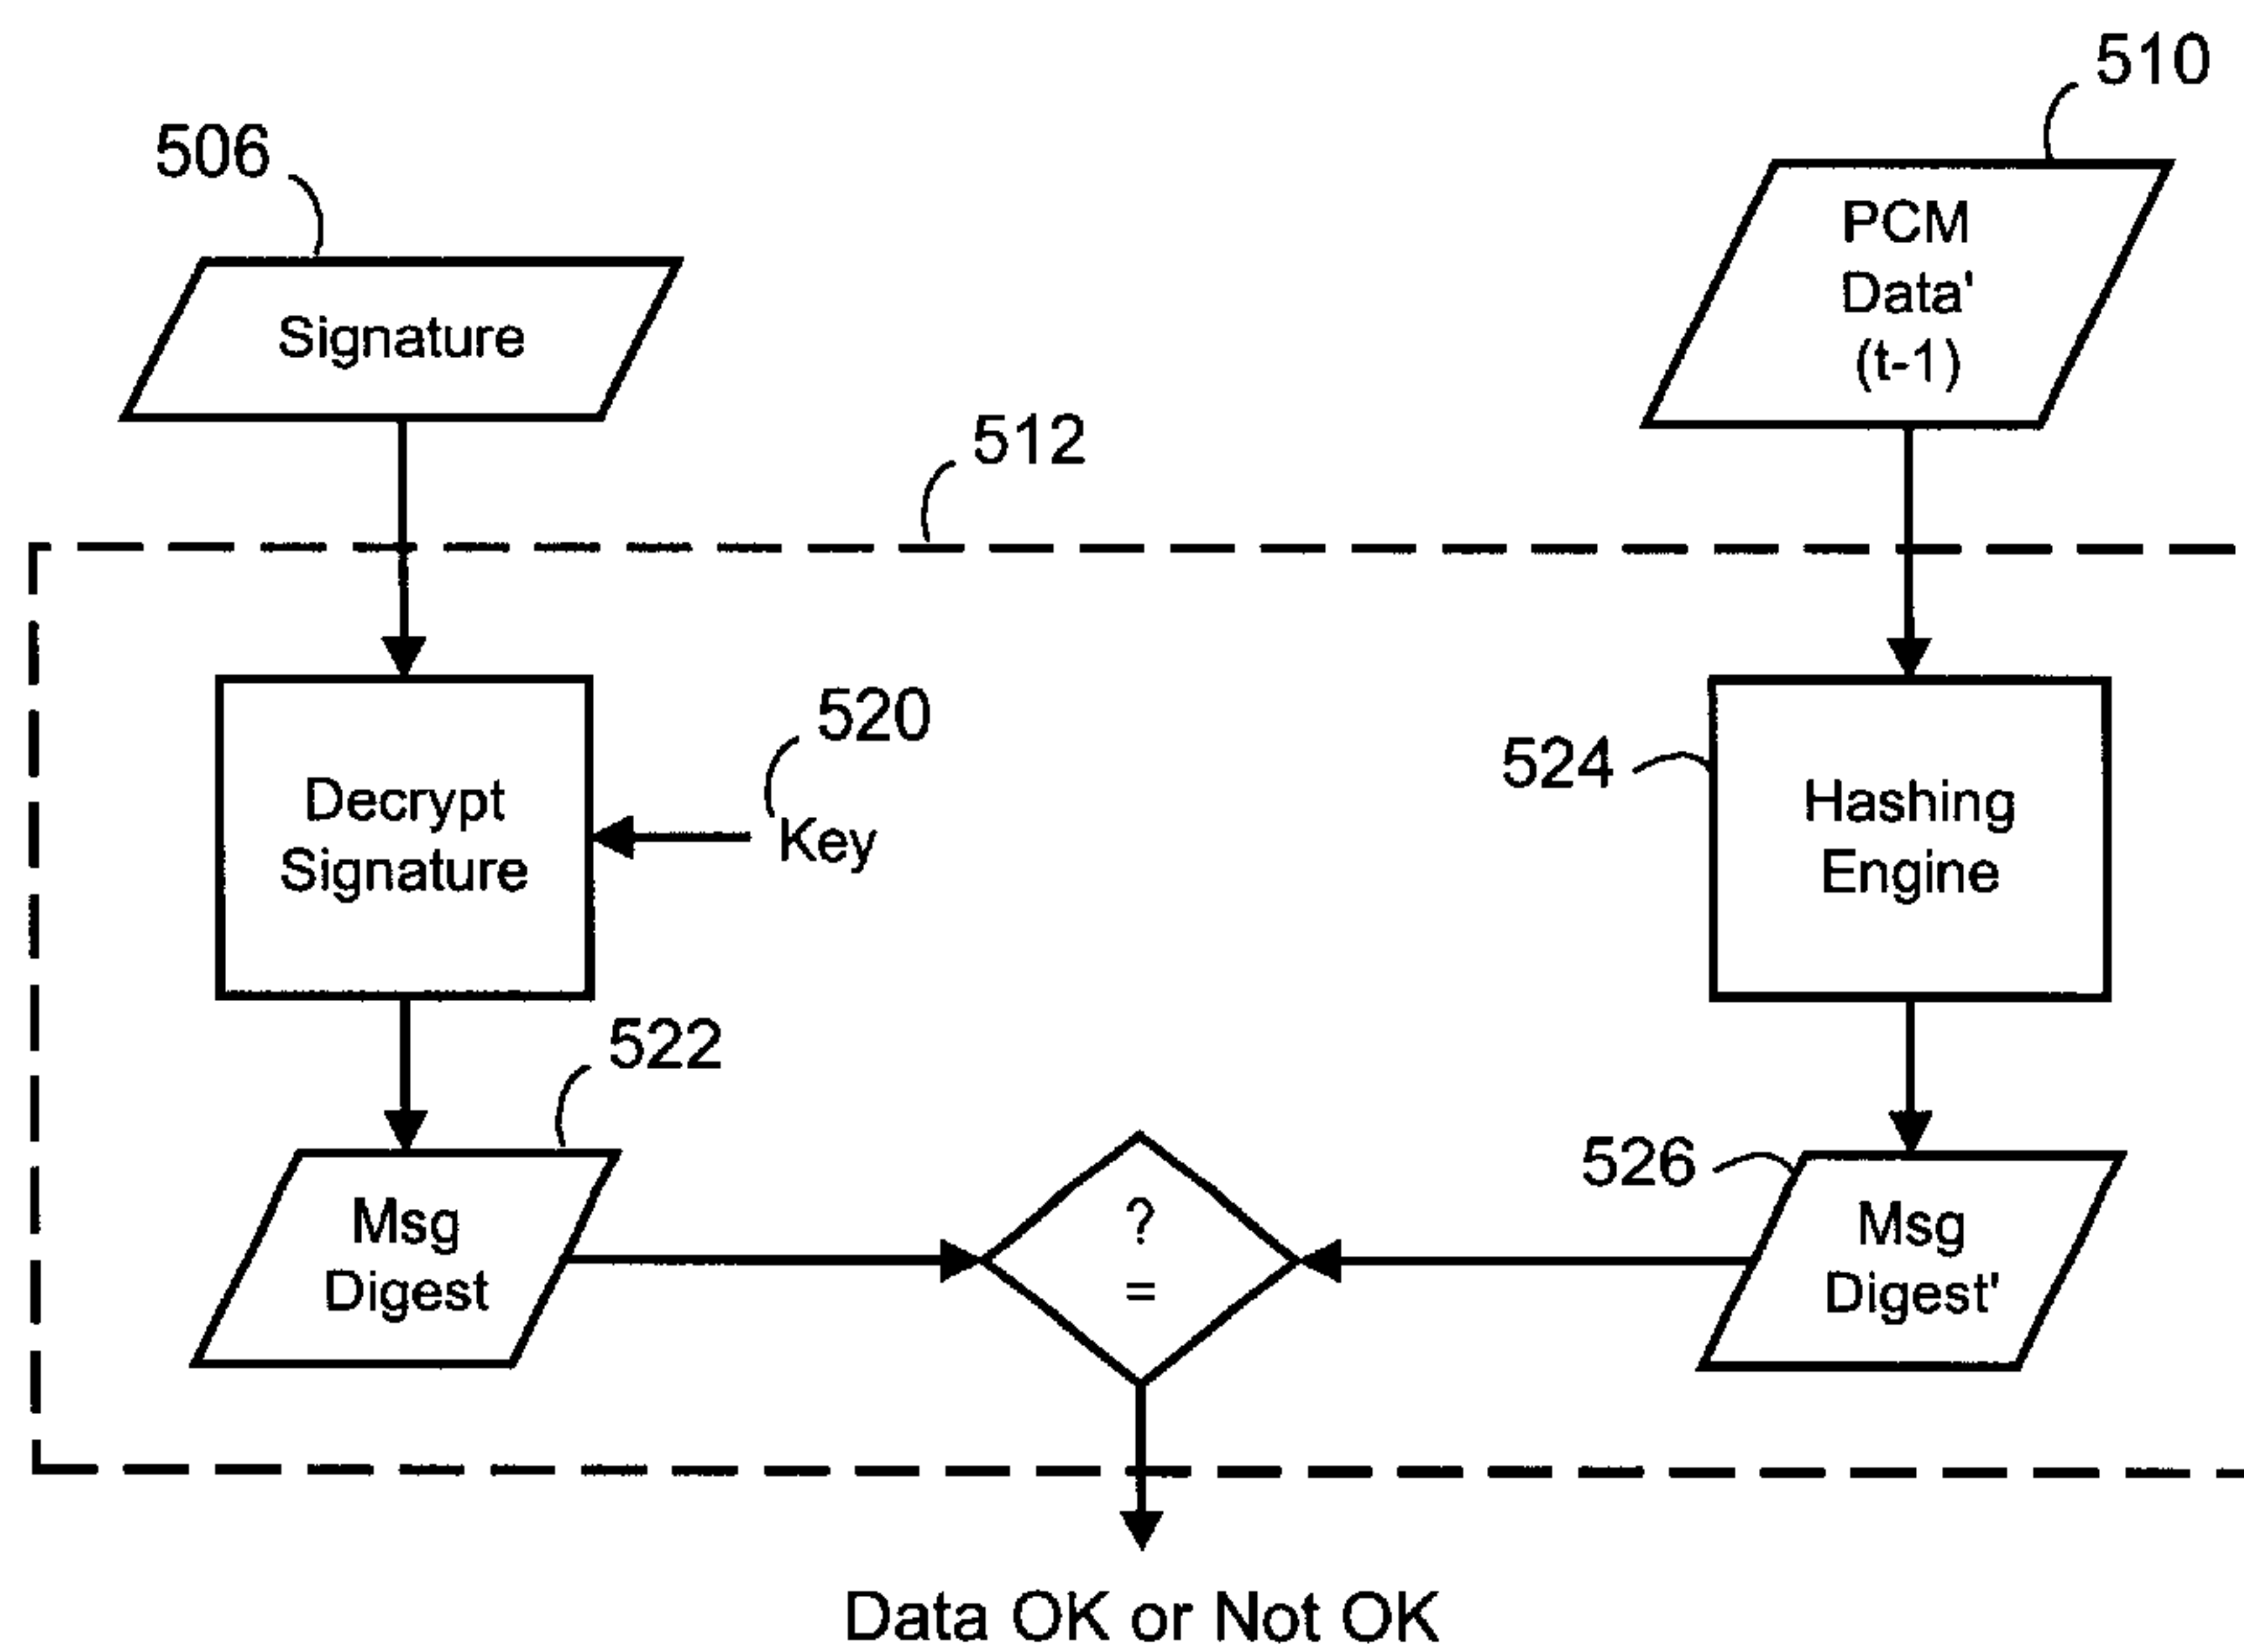 510
506
PCM
Data'
(t-1)
Signature
512
520
524
Decrypt
Signature
Key
Hashing
Engine
522
526
Msg
Digest
?
=
Msg
Digest'
Data OK or Not OK